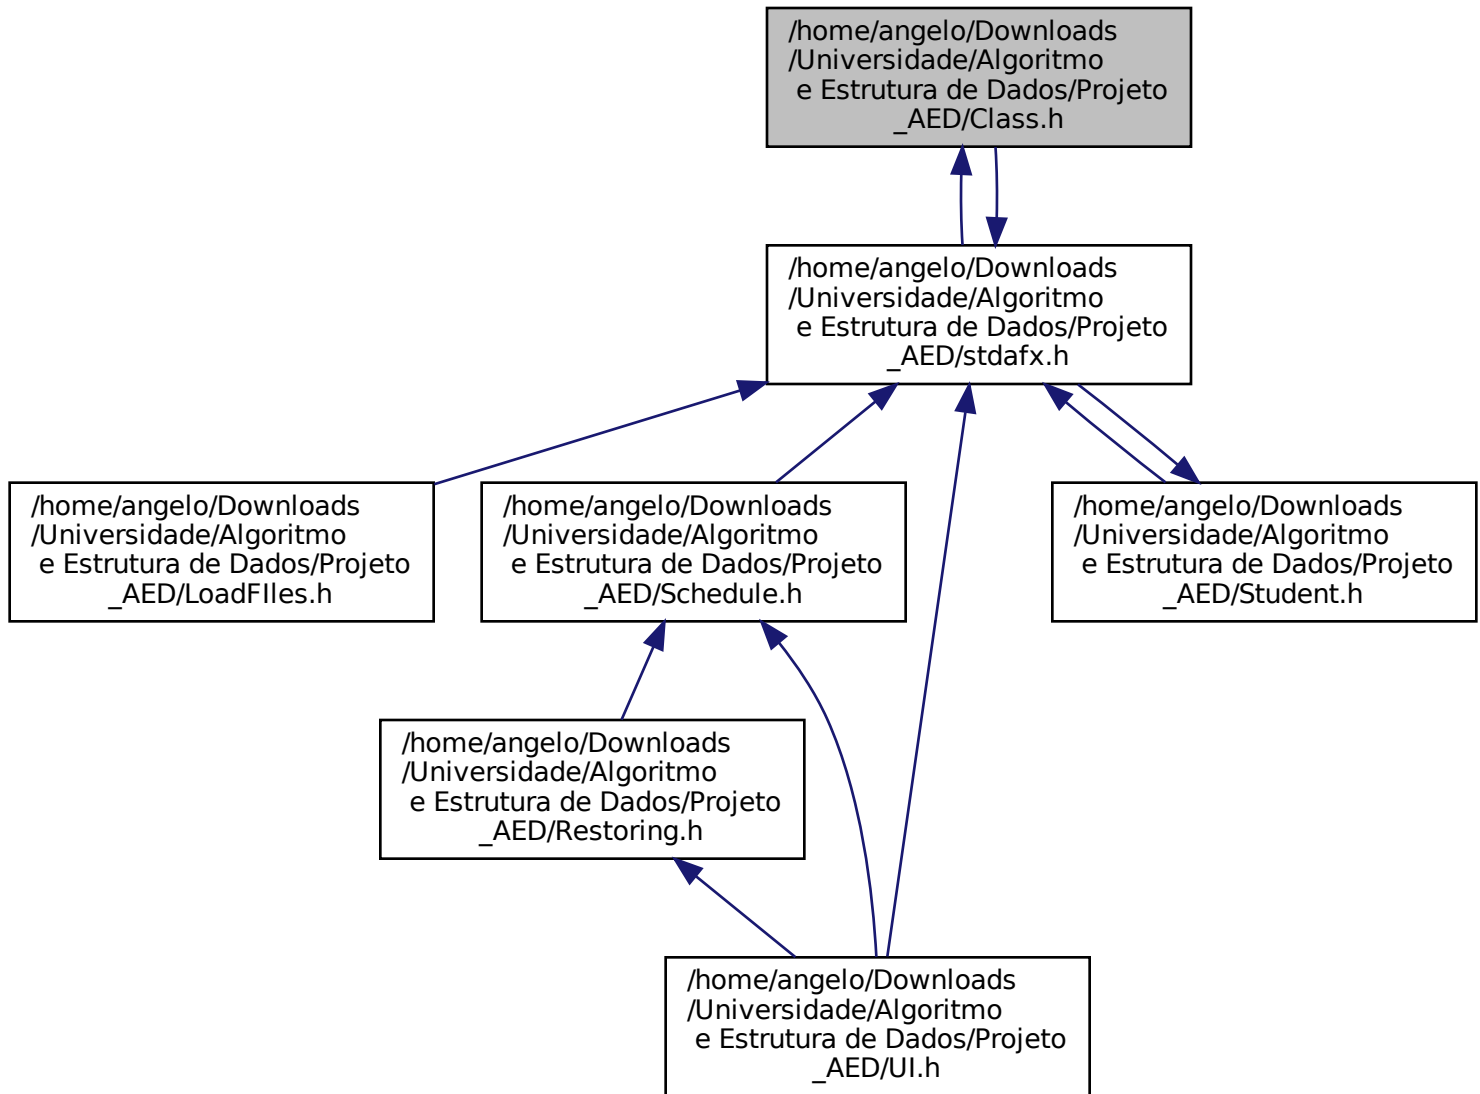 /home/angelo/Downloads
/Universidade/Algoritmo
e Estrutura de Dados/Projeto
_AED/Class.h
/home/angelo/Downloads
/Universidade/Algoritmo
e Estrutura de Dados/Projeto
_AED/stdafx.h
/home/angelo/Downloads
/Universidade/Algoritmo
e Estrutura de Dados/Projeto
_AED/LoadFIles.h
/home/angelo/Downloads
/Universidade/Algoritmo
e Estrutura de Dados/Projeto
_AED/Schedule.h
/home/angelo/Downloads
/Universidade/Algoritmo
e Estrutura de Dados/Projeto
_AED/Student.h
/home/angelo/Downloads
/Universidade/Algoritmo
e Estrutura de Dados/Projeto
_AED/Restoring.h
/home/angelo/Downloads
/Universidade/Algoritmo
e Estrutura de Dados/Projeto
_AED/UI.h